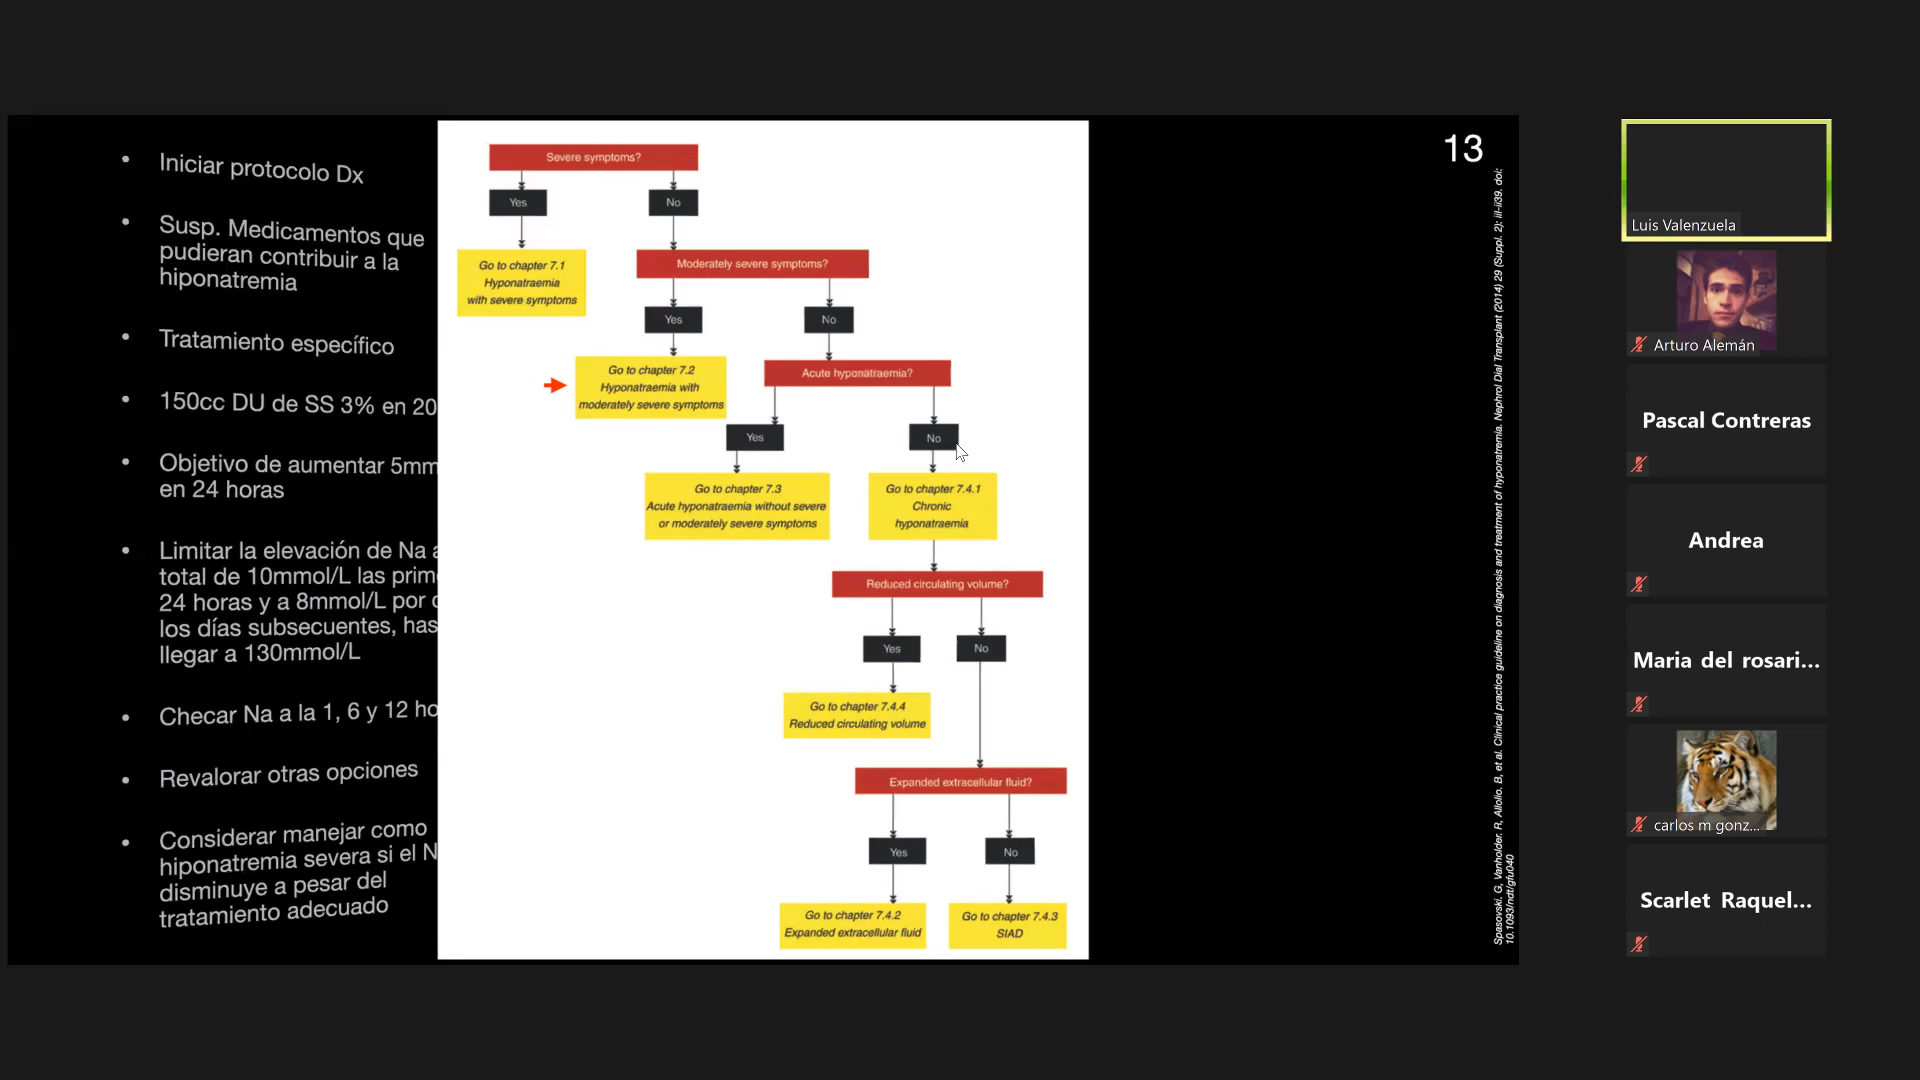 • Iniciar protocolo Dx
• Susp. Medicamentos que
pudieran contribuir a la
hiponatremia
• Tratamiento específico
• 150cc DU de SS 3% en 20
• Objetivo de aumentar 5mm
en 24 horas
• Limitar la elevación de Na a
total de 10mmol/L las prim
24 horas y a 8mmol/L por
los días subsecuentes, has
llegar a 130mmol/L
• Checar Na a la 1, 6 y 12 ho
• Revalorar otras opciones
• Considerar manejar como
hiponatremia severa si el N
disminuye a pesar del
tratamiento adecuado
Severe symptoms?
Yes
No
Go to chapter 7.1
Hyponatraemia
with severe symptoms
Moderately severe symptoms?
Yes
No
Go to chapter 7.2
Hyponatraemia with
moderately severe symptoms
Acute hyponatraemia?
Yes
No
Go to chapter 7.3
Acute hyponatraemia without severe
or moderately severe symptoms
Go to chapter 7.4.1
Chronic
hyponatraemia
Reduced circulating volume?
Yes
No
Go to chapter 7.4.4
Reduced circulating volume
Expanded extracellular fluid?
Yes
No
Go to chapter 7.4.2
Expanded extracellular fluid
Go to chapter 7.4.3
SIAD
13
Spasovski. G, Vanholder. R, Allolio. B, et al. Clinical practice guideline on diagnosis and treatment of hyponatremia. Nephrol Dial Transplant (2014) 29 (Suppl. 2): ii1-ii39. doi:
10.1093/ndt/gfu040
Luis Valenzuela
Arturo Alemán
Pascal Contreras
Andrea
Maria del rosari...
carlos m gonz...
Scarlet Raquel...